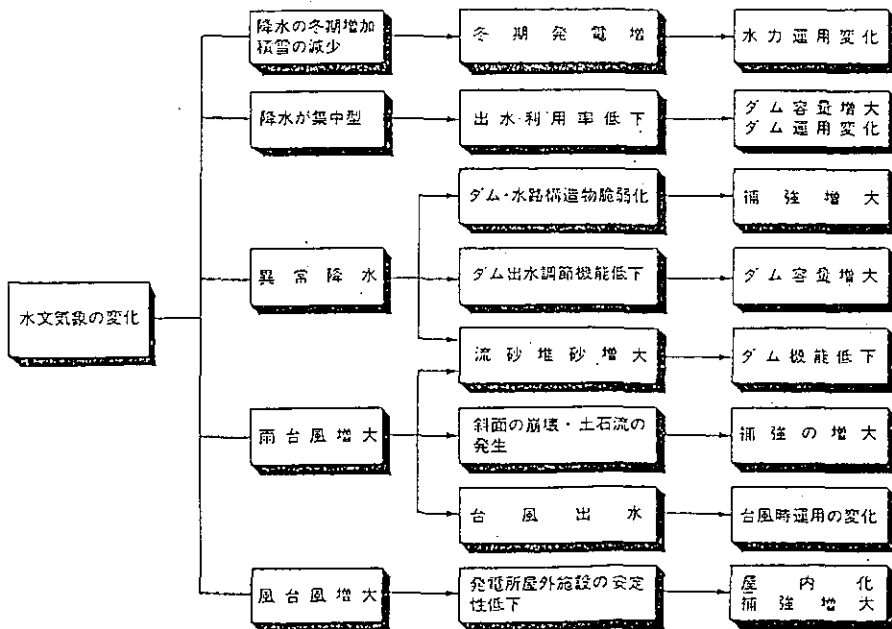 降水の冬期増加
積雪の減少
冬期発電増
水力運用変化
降水が集中型
出水・利用率低下
ダム容量増大
ダム運用変化
ダム・水路構造物脆弱化
補強増大
水文気象の変化
異常降水
ダム出水調節機能低下
ダム容量増大
流砂堆砂増大
ダム機能低下
雨台風増大
斜面の崩壊・土石流の
発生
補強の増大
台風出水
台風時運用の変化
風台風増大
発電所屋外施設の安定
性低下
屋内化
補強増大